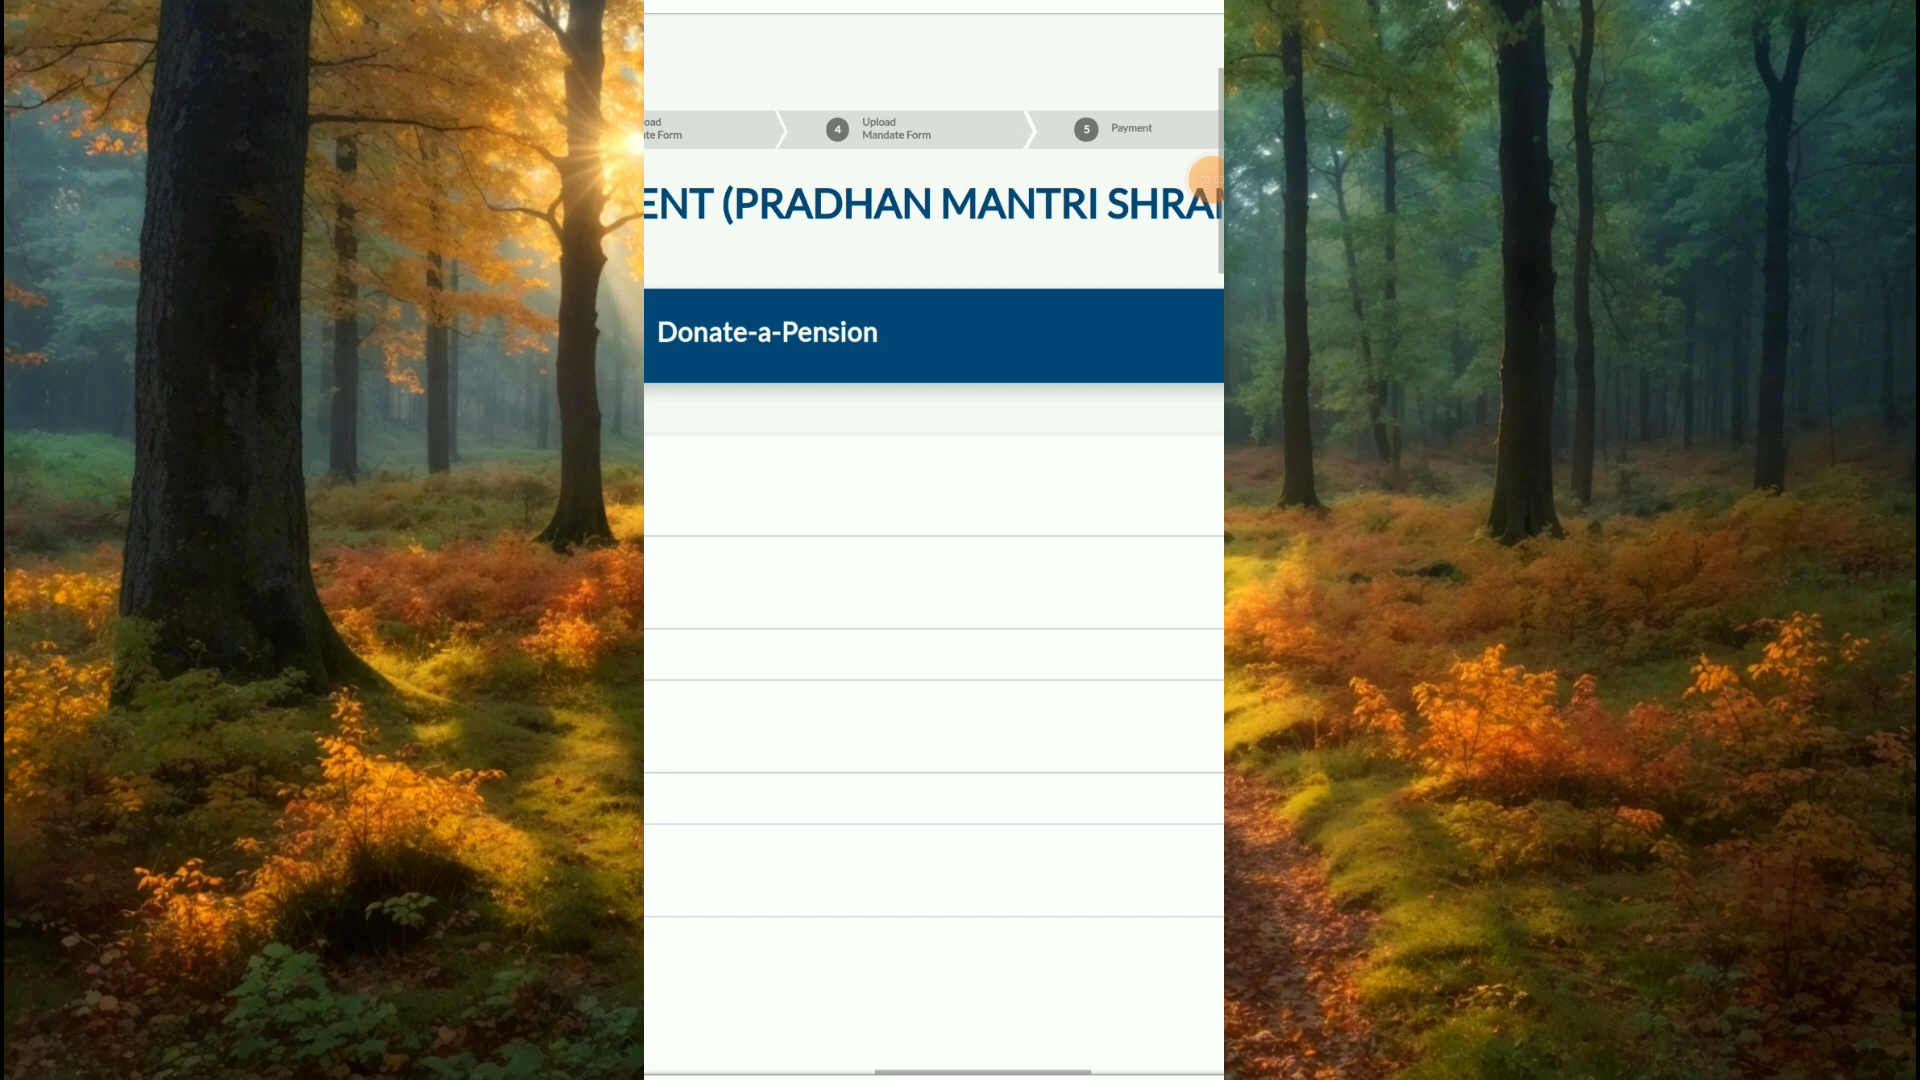 oad
te Form
4
Upload
Mandate Form
5
Payment
ENT (PRADHAN MANTRI SHRA
Donate-a-Pension